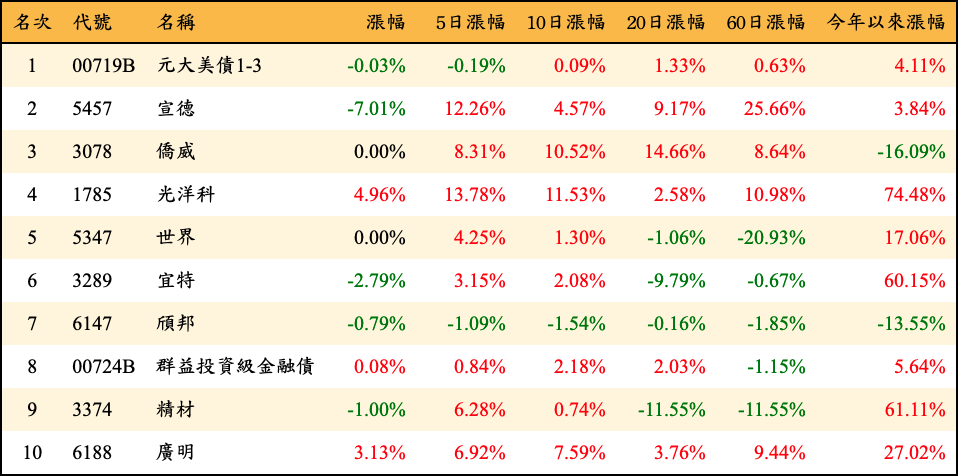 名次 代號 名稱 漲幅 5日漲幅 10日漲幅 20日漲幅 60日漲幅 今年以來漲幅
1 00719B 元大美債1-3 -0.03% -0.19% 0.09% 1.33% 0.63% 4.11%
2 5457 宣德 -7.01% 12.26% 4.57% 9.17% 25.66% 3.84%
3 3078 僑威 0.00% 8.31% 10.52% 14.66% 8.64% -16.09%
4 1785 光洋科 4.96% 13.78% 11.53% 2.58% 10.98% 74.48%
5 5347 世界 0.00% 4.25% 1.30% -1.06% -20.93% 17.06%
6 3289 宜特 -2.79% 3.15% 2.08% -9.79% -0.67% 60.15%
7 6147 頎邦 -0.79% -1.09% -1.54% -0.16% -1.85% -13.55%
8 00724B 群益投資級金融債 0.08% 0.84% 2.18% 2.03% -1.15% 5.64%
9 3374 精材 -1.00% 6.28% 0.74% -11.55% -11.55% 61.11%
10 6188 廣明 3.13% 6.92% 7.59% 3.76% 9.44% 27.02%